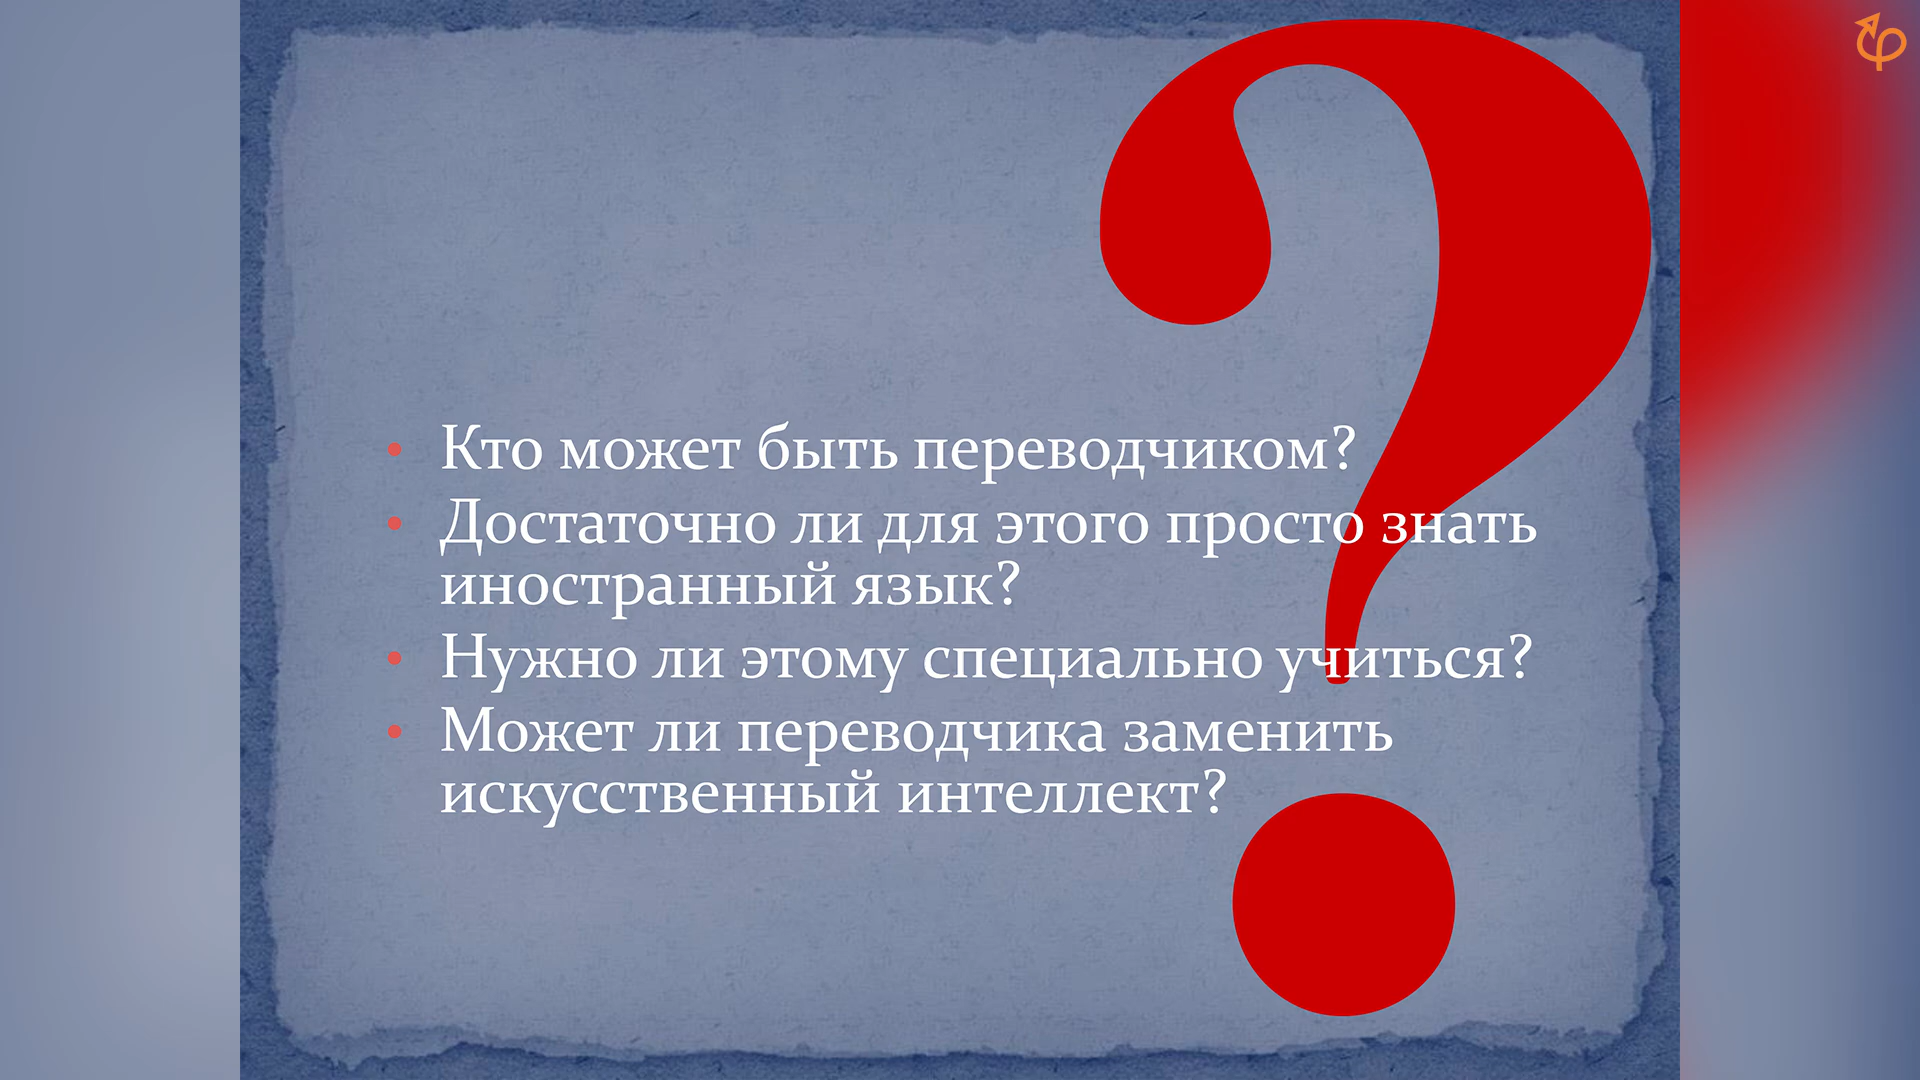 Кто может быть переводчиком?
Достаточно ли для этого просто знать
иностранный язык?
Нужно ли этому специально учиться?
Может ли переводчика заменить
искусственный интеллект?